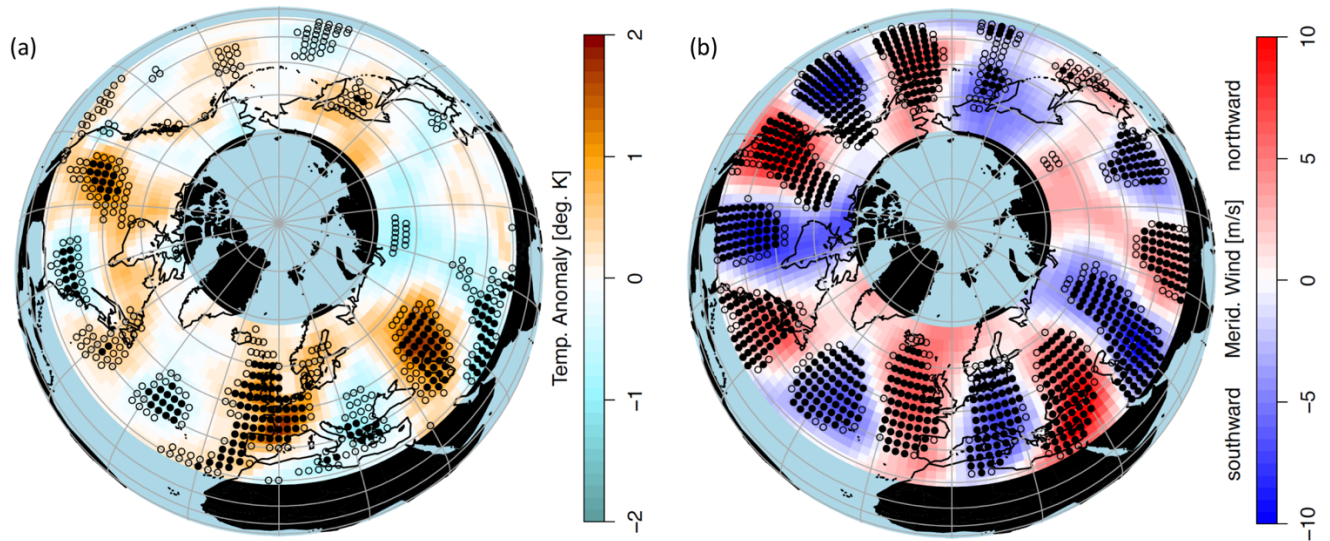 (a)
2
1
0
−1
−2
Temp. Anomaly [deg. K]
(b)
10
5
0
−5
−10
southward Merid. Wind [m/s] northward